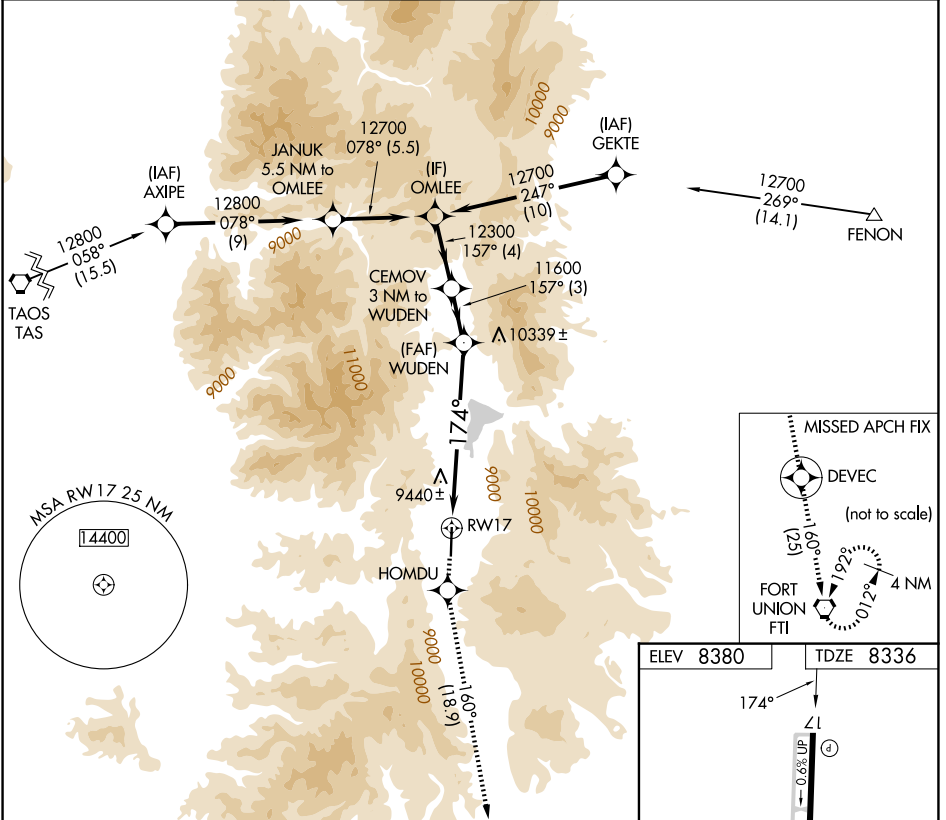 10000
9000
(IAF)
GEKTE
12700
078° (5.5)
JANUK
5.5 NM to
OMLEE
(IF)
OMLEE
(IAF)
AXIPE
12700
247°
(10)
12700
269°
(14.1)
FENON
12800
078°
(9)
9000
12800
058°
(15.5)
TAOS
TAS
12300
157° (4)
CEMOV
3 NM to
WUDEN
11600
157° (3)
10339 ±
(FAF)
WUDEN
9000
11000
174°
9440 ±
9000
10000
RW17
HOMDU
9000
10000
160°
(18.9)
MSA RW17 25 NM
14400
MISSED APCH FIX
DEVEC
(not to scale)
160°
(25)
192°
012°
4 NM
FORT
UNION
FTI
ELEV 8380
TDZE 8336
174°
17
P
0.6% UP